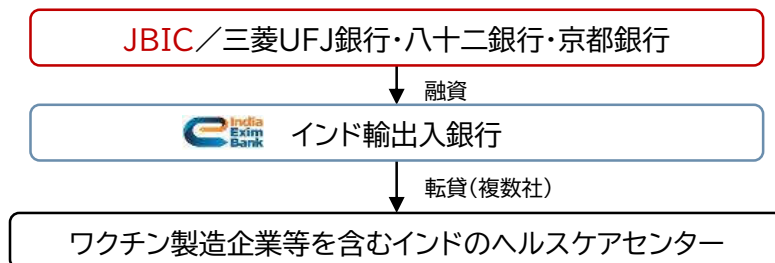 JBIC／三菱UFJ銀行・八十二銀行・京都銀行
融資
India
Exim
Bank
インド輸出入銀行
転貸(複数社)
ワクチン製造企業等を含むインドのヘルスケアセンター